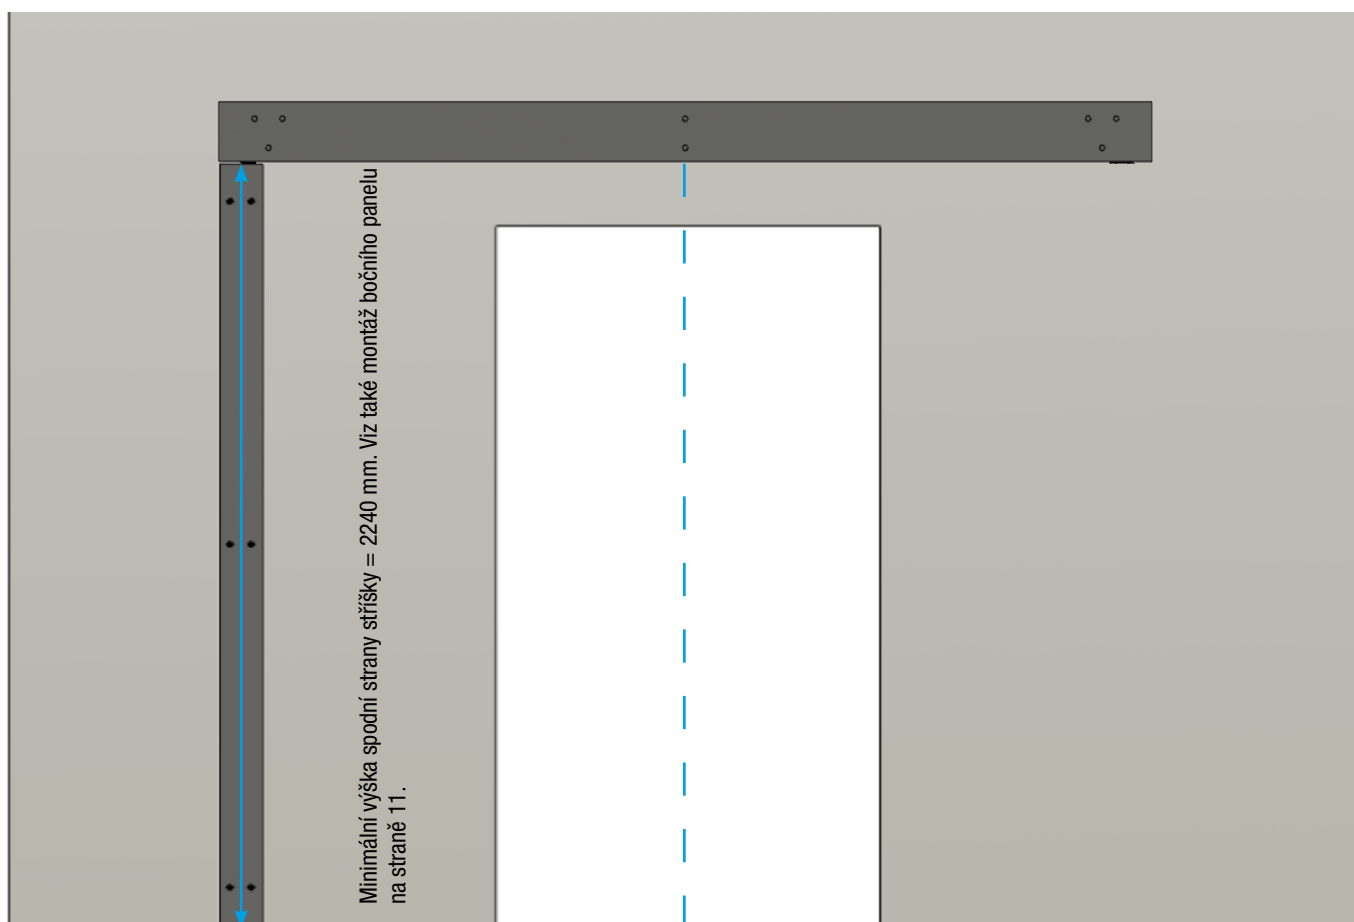 Minimální výška spodní strany stříšky = 2240 mm. Viz také montáž bočního panelu
na straně 11.